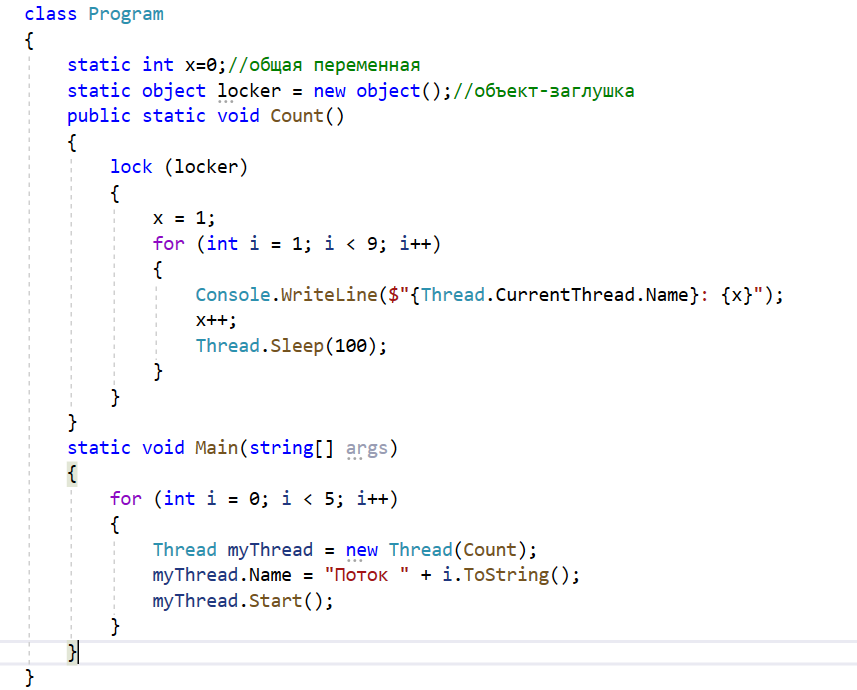 class Program
{
    static int x=0;//общая переменная
    static object locker = new object();//объект-заглушка
    public static void Count()
    {
        lock (locker)
        {
            x = 1;
            for (int i = 1; i < 9; i++)
            {
                Console.WriteLine($"{Thread.CurrentThread.Name}: {x}");
                x++;
                Thread.Sleep(100);
            }
        }
    }
    static void Main(string[] args)
    {
        for (int i = 0; i < 5; i++)
        {
            Thread myThread = new Thread(Count);
            myThread.Name = "Поток " + i.ToString();
            myThread.Start();
        }
    }
}